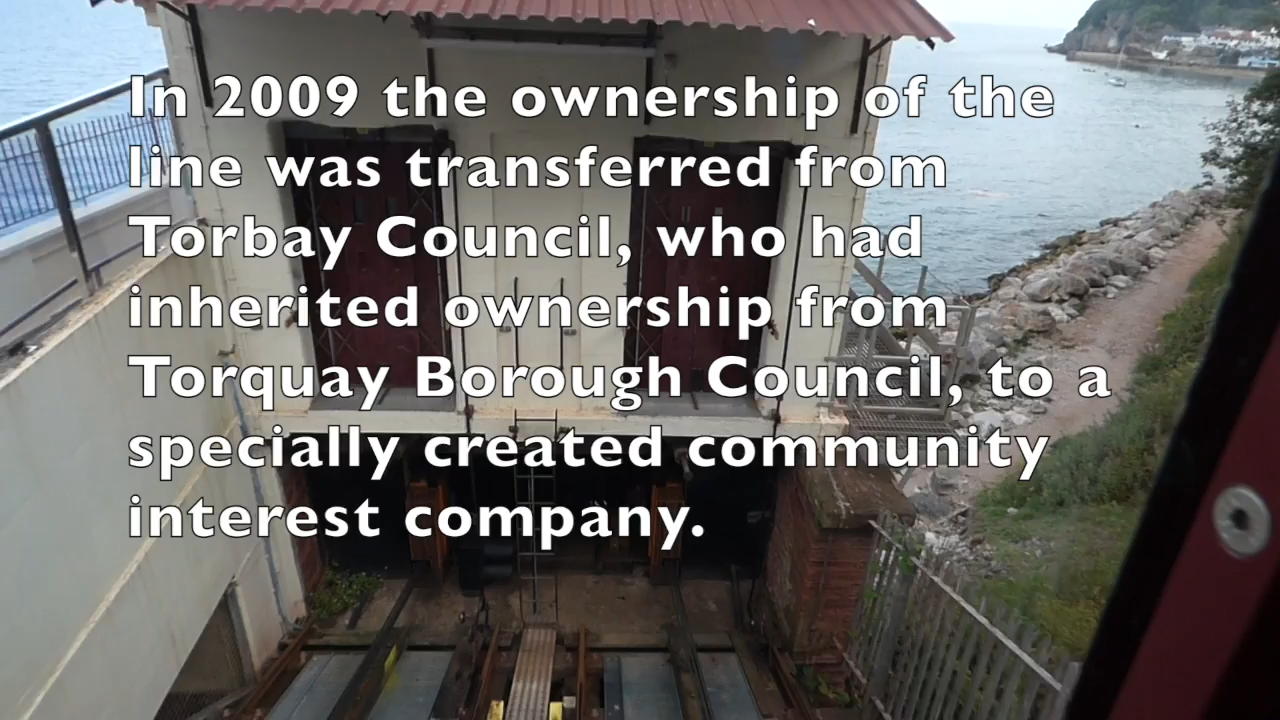 In 2009 the ownership of the
line was transferred from
Torbay Council, who had
inherited ownership from
Torquay Borough Council, to a
specially created community
interest company.